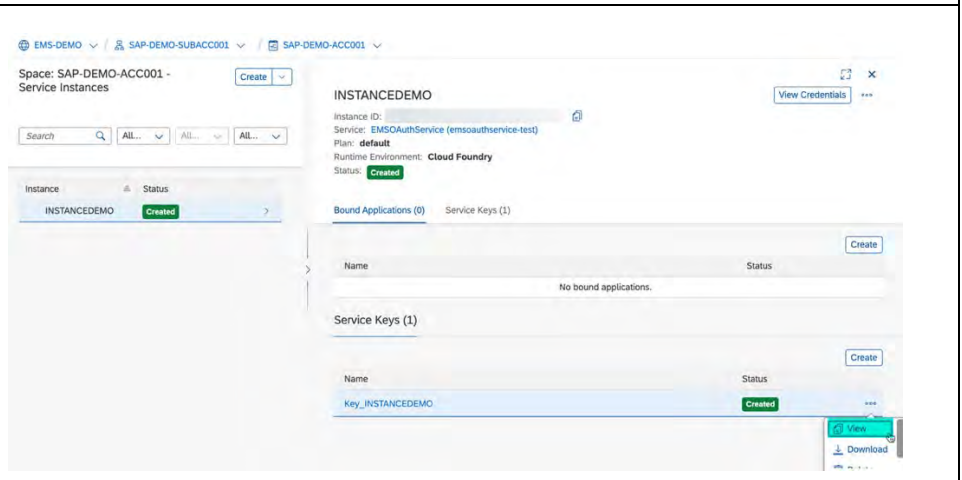 EMS-DEMO / SAP-DEMO-SUBACC001 / SAP-DEMO-ACC001
Space: SAP-DEMO-ACC001 -
Service Instances
Create
Search
All...
All...
All...
Instance Status
INSTANCEDEMO Created
INSTANCEDEMO
View Credentials
Instance ID:
Service: EMSOAuthService (emsoauthservice-test)
Plan: default
Runtime Environment: Cloud Foundry
Status: Created
Bound Applications (0) Service Keys (1)
Create
Name Status
No bound applications.
Service Keys (1)
Create
Name Status
Key_INSTANCEDEMO Created
View
Download